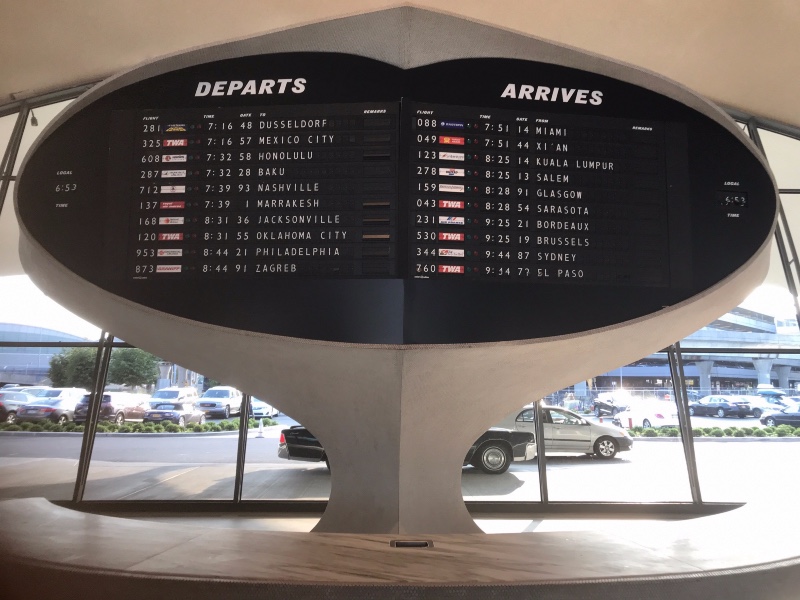 DEPARTS
FLIGHT TIME DATE TO REMARKS
281 7:16 48 DUSSELDORF
325 TWA 7:16 57 MEXICO CITY
608 7:32 58 HONOLULU
287 7:32 28 BAKU
712 7:39 93 NASHVILLE
137 7:39 1 MARRAKESH
168 8:31 36 JACKSONVILLE
120 TWA 8:31 55 OKLAHOMA CITY
953 8:44 21 PHILADELPHIA
873 8:44 91 ZAGREB
LOCAL
6:53
TIME
ARRIVES
FLIGHT TIME DATE FROM REMARKS
088 7:51 14 MIAMI
049 7:51 44 XI'AN
123 8:25 14 KUALA LUMPUR
278 8:25 13 SALEM
159 8:28 91 GLASGOW
043 TWA 8:28 54 SARASOTA
231 9:25 21 BORDEAUX
530 TWA 9:25 19 BRUSSELS
344 9:44 87 SYDNEY
760 TWA EL PASO
LOCAL
6:53
TIME